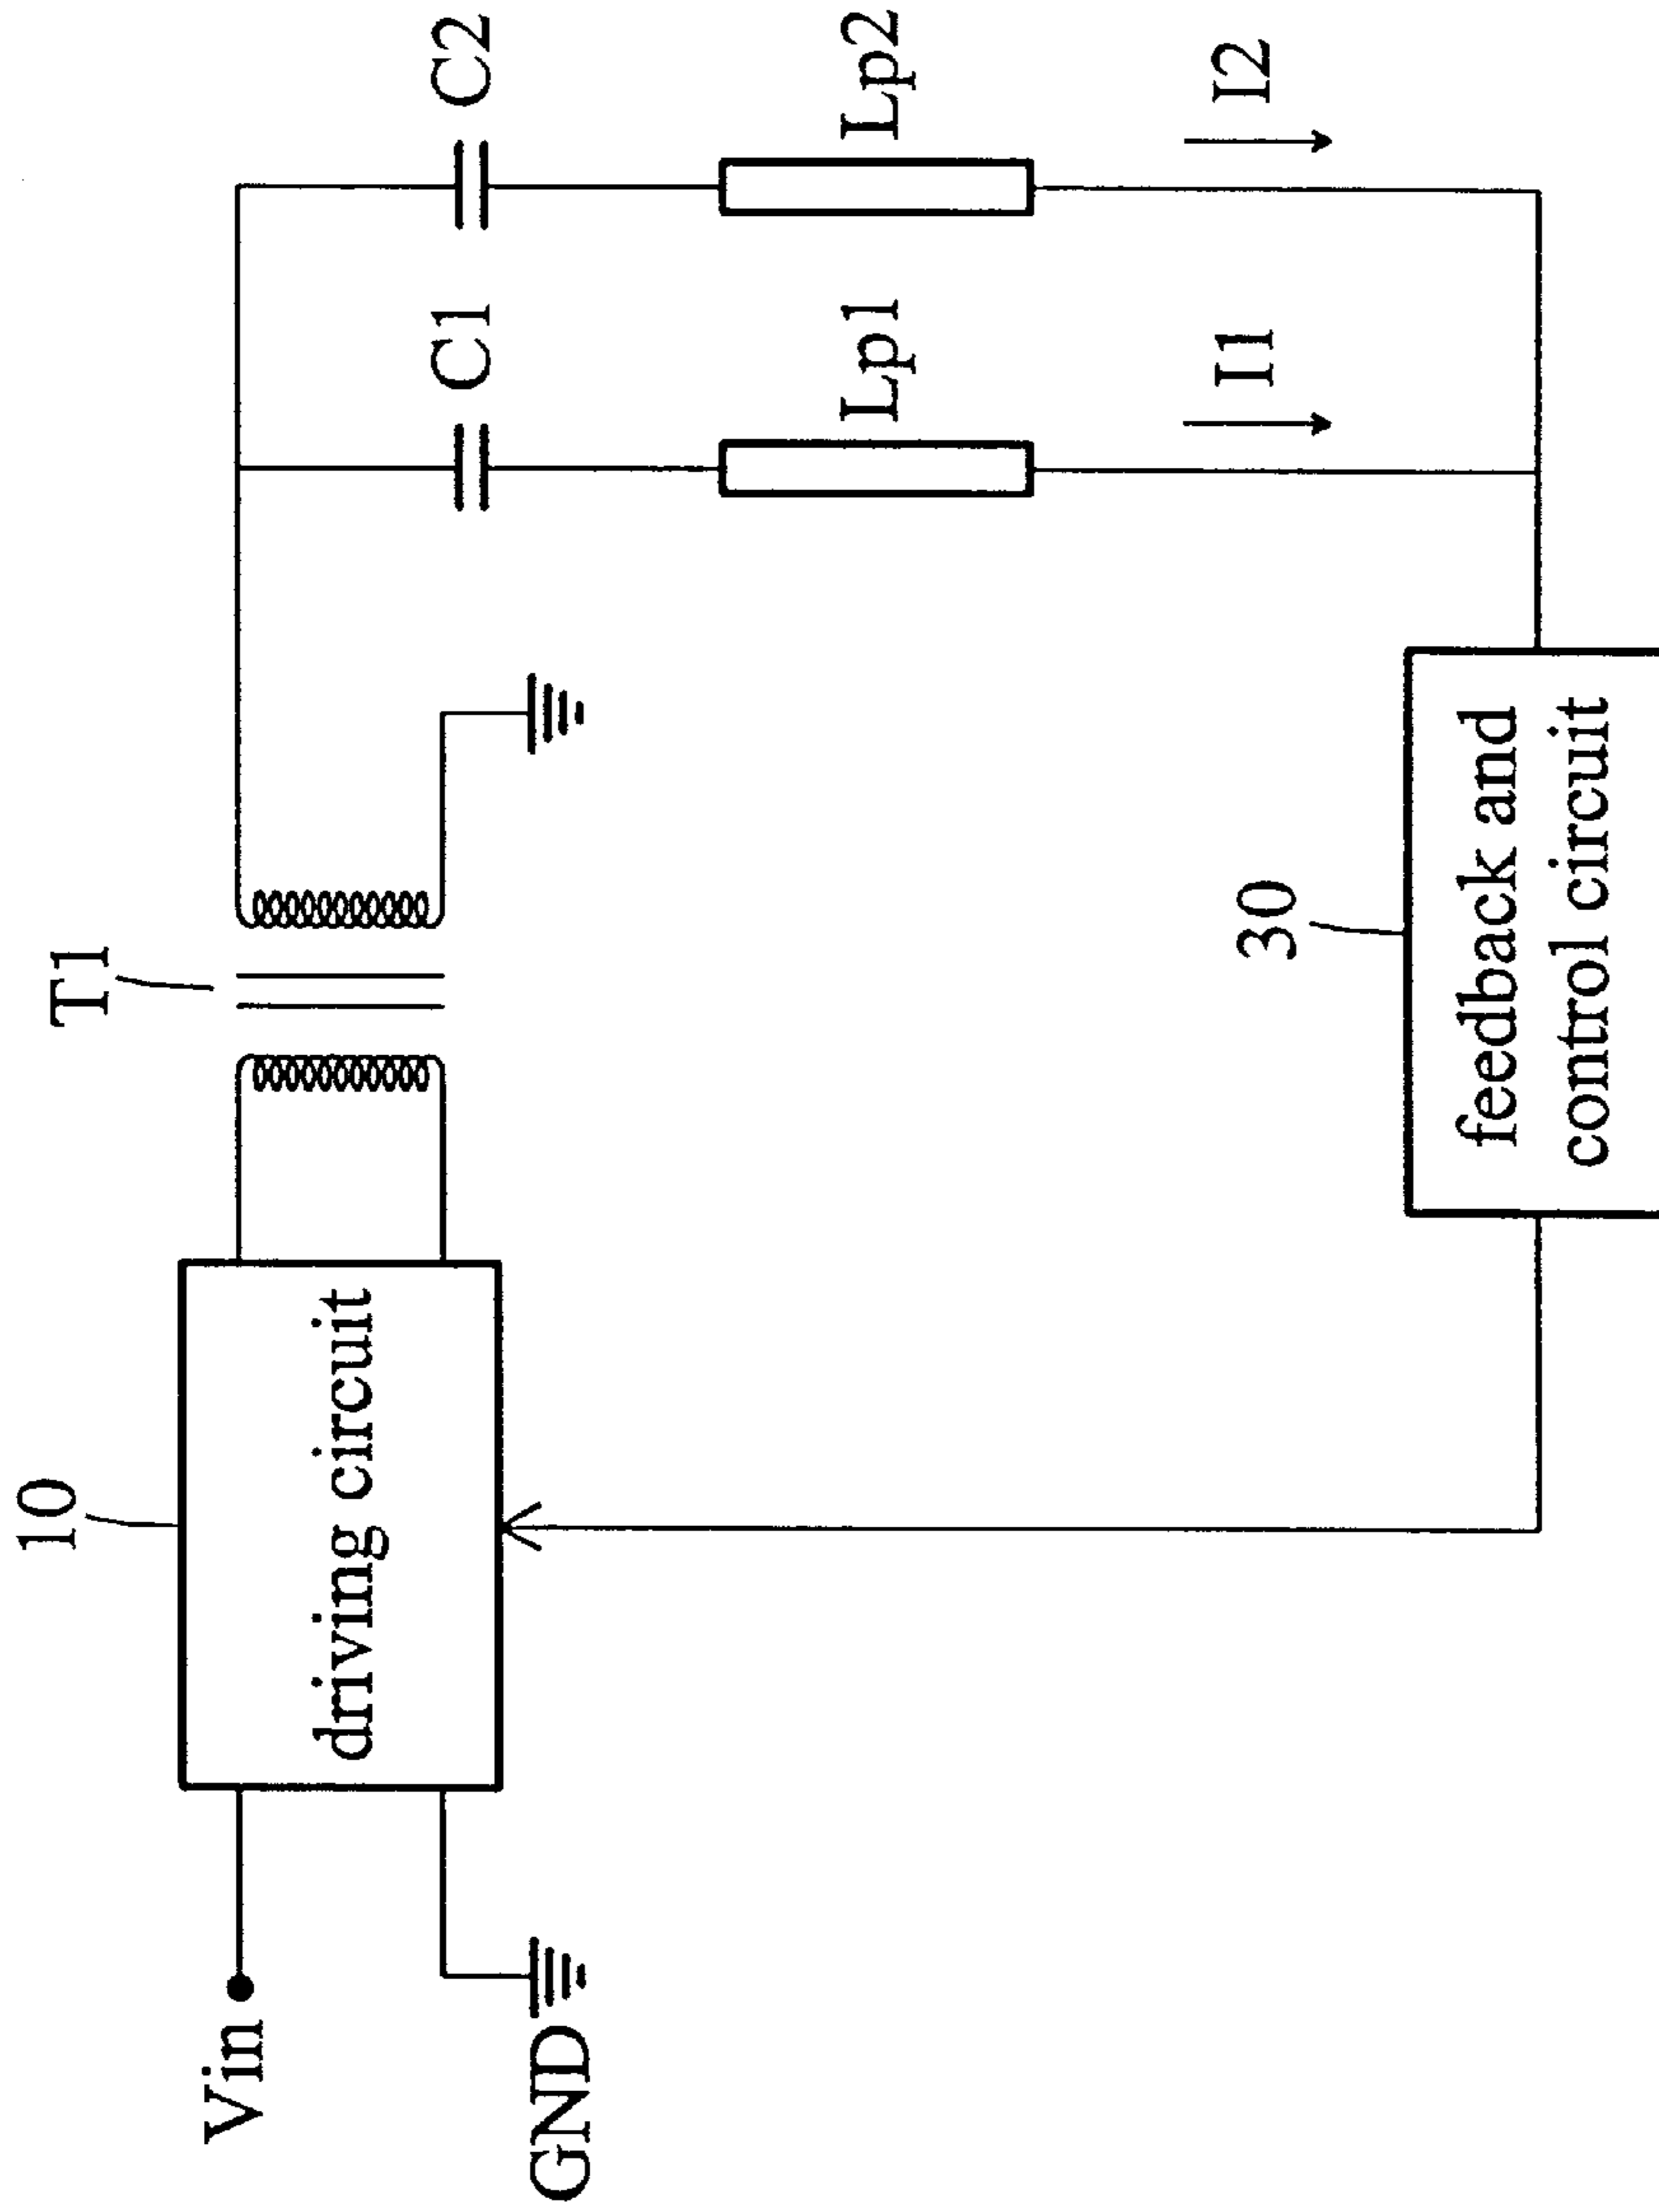 10
T1
Vin
driving circuit
GND
C1
C2
Lp1
Lp2
I1
I2
30
feedback and
control circuit